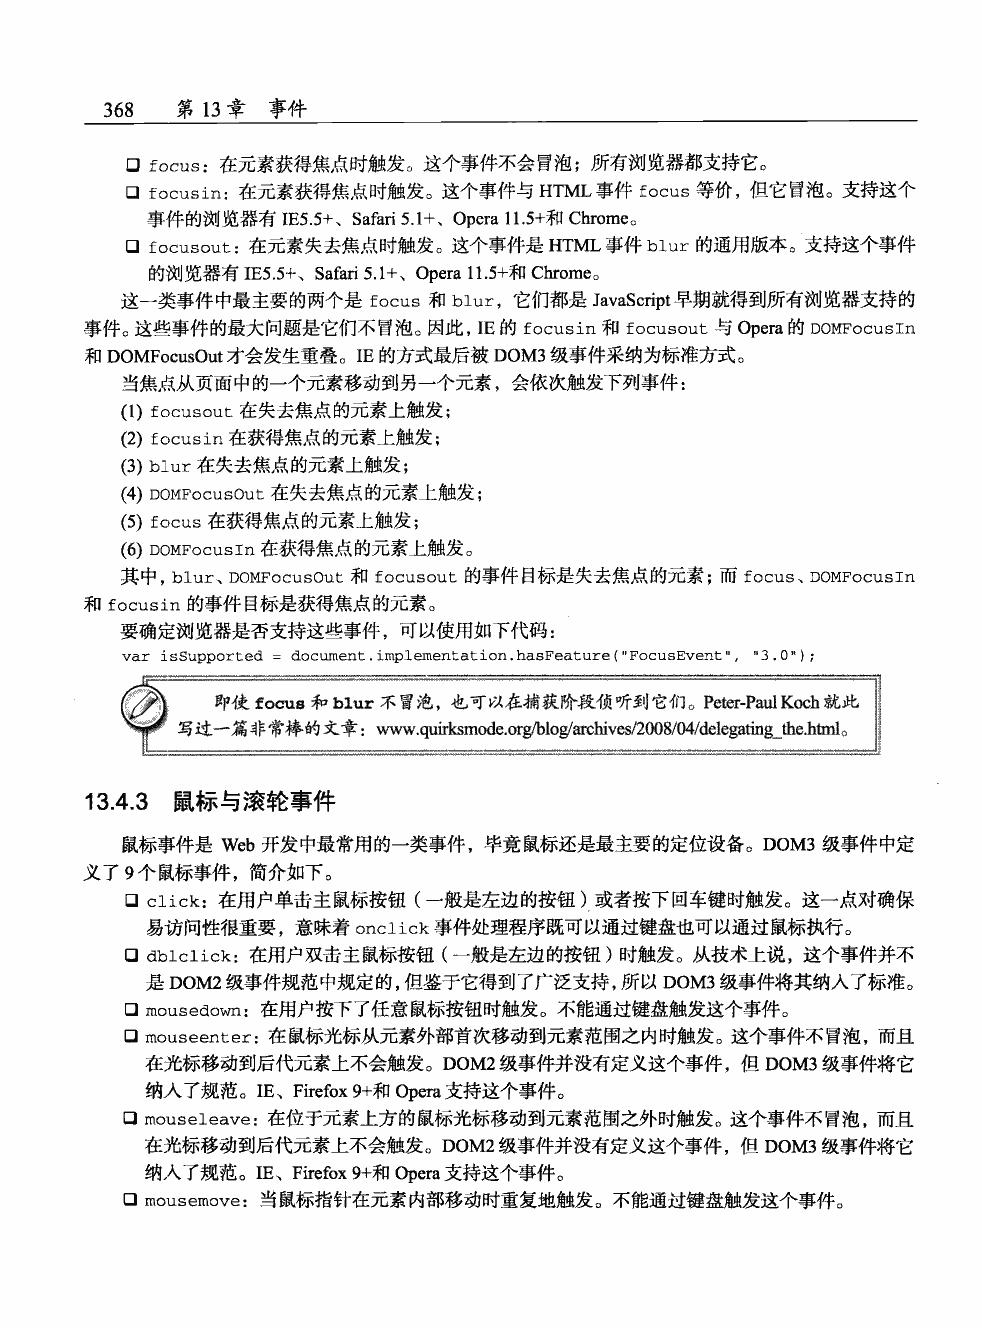 368 第 13 章 事件
❑ focus：在元素获得焦点时触发。这个事件不会冒泡；所有浏览器都支持它。
❑ focusin：在元素获得焦点时触发。这个事件与 HTML 事件 focus 等价，但它冒泡。支持这个
事件的浏览器有 IE5.5+、Safari 5.1+、Opera 11.5+和 Chrome。
❑ focusout：在元素失去焦点时触发。这个事件是 HTML 事件 blur 的通用版本。支持这个事件
的浏览器有 IE5.5+、Safari 5.1+、Opera 11.5+和 Chrome。
这一类事件中最主要的两个是 focus 和 blur，它们都是 JavaScript 早期就得到所有浏览器支持的
事件。这些事件的最大问题是它们不冒泡。因此，IE 的 focusin 和 focusout 与 Opera 的 DOMFocusIn
和 DOMFocusOut 才会发生重叠。IE 的方式最后被 DOM3 级事件采纳为标准方式。
当焦点从页面中的一个元素移动到另一个元素，会依次触发下列事件：
(1) focusout 在失去焦点的元素上触发；
(2) focusin 在获得焦点的元素上触发；
(3) blur 在失去焦点的元素上触发；
(4) DOMFocusOut 在失去焦点的元素上触发；
(5) focus 在获得焦点的元素上触发；
(6) DOMFocusIn 在获得焦点的元素上触发。
其中，blur、DOMFocusOut 和 focusout 的事件目标是失去焦点的元素；而 focus、DOMFocusIn
和 focusin 的事件目标是获得焦点的元素。
要确定浏览器是否支持这些事件，可以使用如下代码：
var isSupported = document.implementation.hasFeature("FocusEvent", "3.0");
即使 focus 和 blur 不冒泡，也可以在捕获阶段侦听到它们。Peter-Paul Koch 就此
写过一篇非常棒的文章：www.quirksmode.org/blog/archives/2008/04/delegating_the.html。
13.4.3 鼠标与滚轮事件
鼠标事件是 Web 开发中最常用的一类事件，毕竟鼠标还是最主要的定位设备。DOM3 级事件中定
义了 9 个鼠标事件，简介如下。
❑ click：在用户单击主鼠标按钮（一般是左边的按钮）或者按下回车键时触发。这一点对确保
易访问性很重要，意味着 onclick 事件处理程序既可以通过键盘也可以通过鼠标执行。
❑ dblclick：在用户双击主鼠标按钮（一般是左边的按钮）时触发。从技术上说，这个事件并不
是 DOM2 级事件规范中规定的，但鉴于它得到了广泛支持，所以 DOM3 级事件将其纳入了标准。
❑ mousedown：在用户按下了任意鼠标按钮时触发。不能通过键盘触发这个事件。
❑ mouseenter：在鼠标光标从元素外部首次移动到元素范围之内时触发。这个事件不冒泡，而且
在光标移动到后代元素上不会触发。DOM2 级事件并没有定义这个事件，但 DOM3 级事件将它
纳入了规范。IE、Firefox 9+和 Opera 支持这个事件。
❑ mouseleave：在位于元素上方的鼠标光标移动到元素范围之外时触发。这个事件不冒泡，而且
在光标移动到后代元素上不会触发。DOM2 级事件并没有定义这个事件，但 DOM3 级事件将它
纳入了规范。IE、Firefox 9+和 Opera 支持这个事件。
❑ mousemove：当鼠标指针在元素内部移动时重复地触发。不能通过键盘触发这个事件。